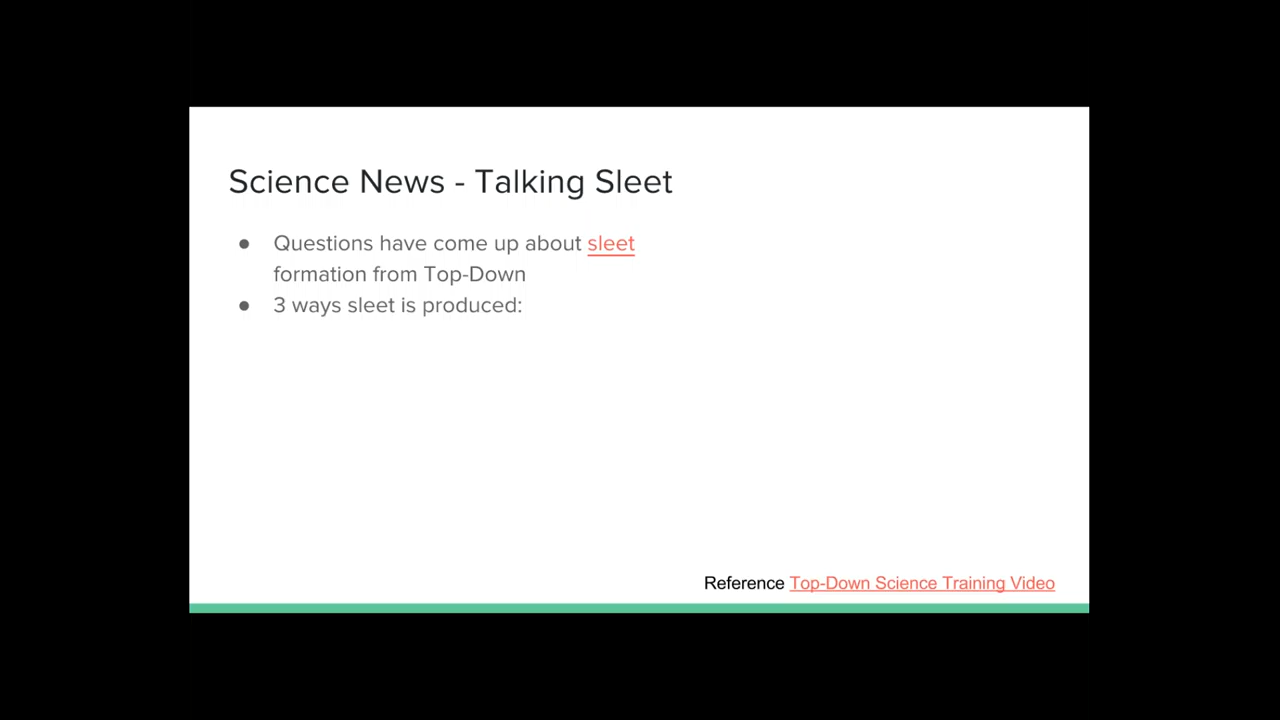 Science News - Talking Sleet
● Questions have come up about sleet
formation from Top-Down
● 3 ways sleet is produced:
Reference Top-Down Science Training Video